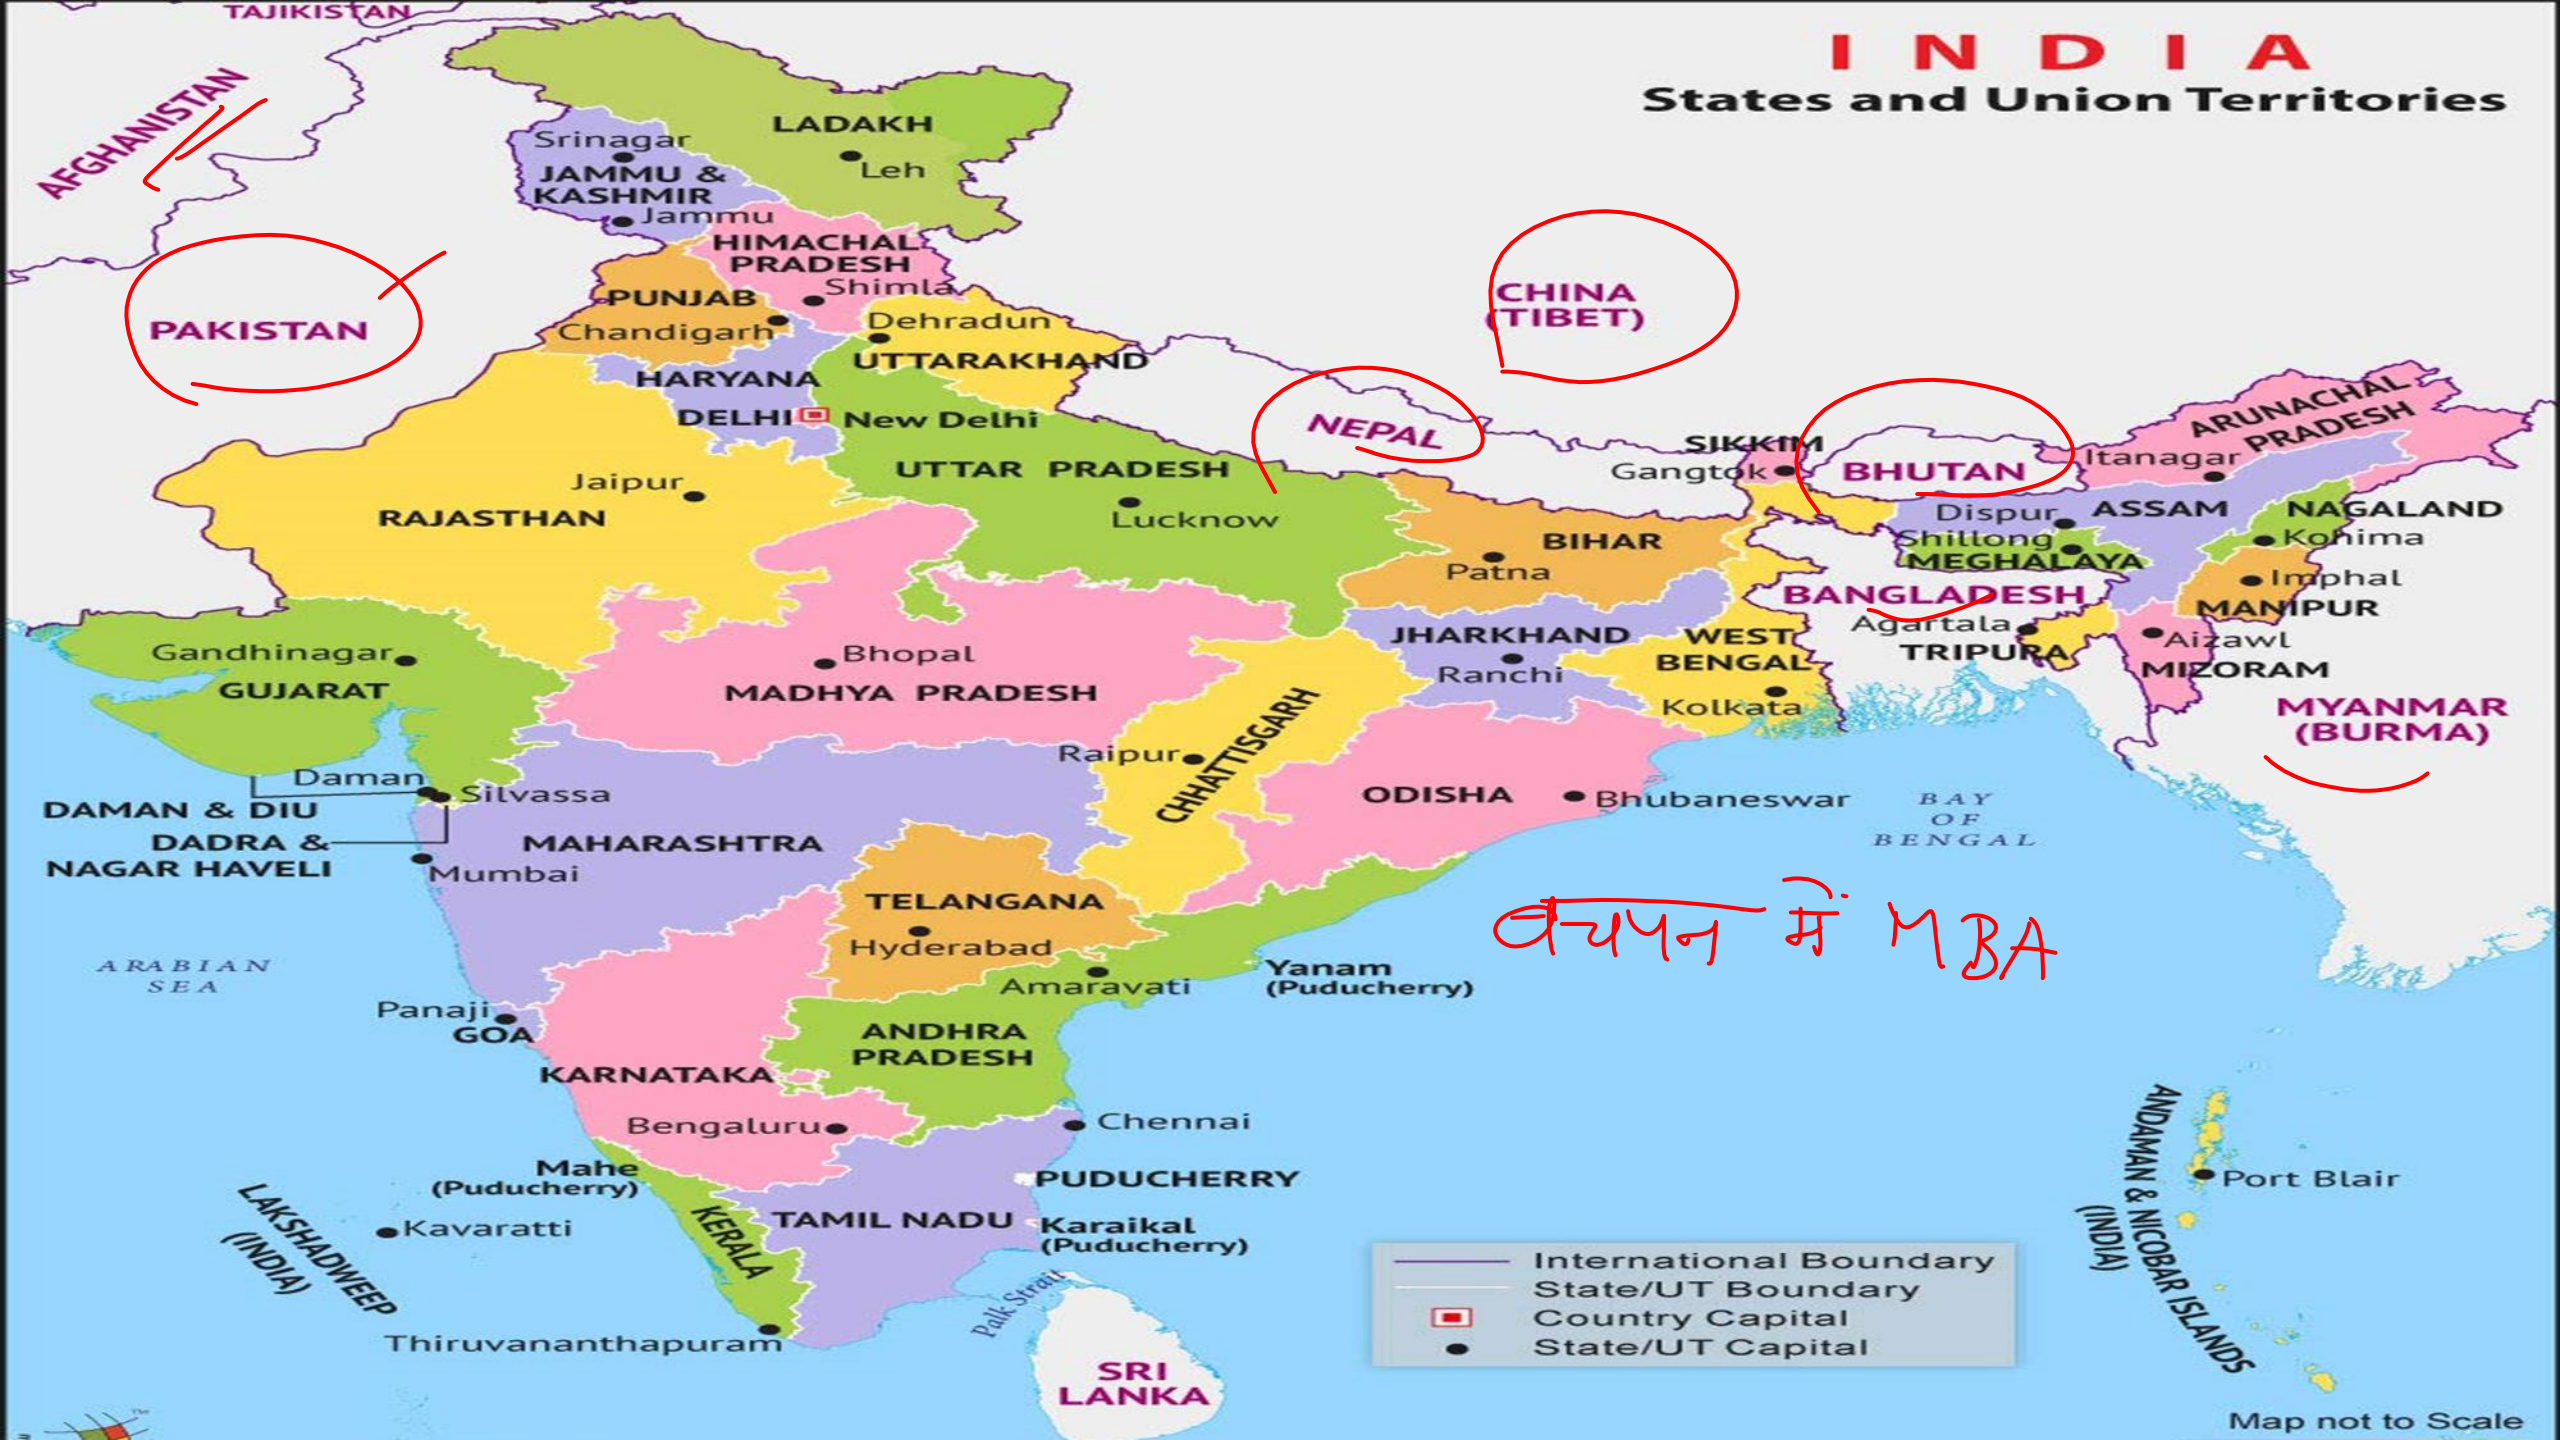 TAJIKISTAN
INDIA
States and Union Territories
AFGHANISTAN
LADAKH
Leh
Srinagar
JAMMU &
KASHMIR
Jammu
HIMACHAL
PRADESH
Shimla
CHINA
(TIBET)
PAKISTAN
PUNJAB
Chandigarh
Dehradun
UTTARAKHAND
HARYANA
DELHI
New Delhi
NEPAL
SIKKIM
Gangtok
BHUTAN
ARUNACHAL
PRADESH
Itanagar
UTTAR PRADESH
Lucknow
Jaipur
RAJASTHAN
BIHAR
Patna
Dispur
ASSAM
NAGALAND
Kohima
Shillong
MEGHALAYA
Imphal
MANIPUR
BANGLADESH
Agartala
TRIPURA
Aizawl
MIZORAM
MYANMAR
(BURMA)
JHARKHAND
Ranchi
WEST
BENGAL
Kolkata
Gandhinagar
GUJARAT
Bhopal
MADHYA PRADESH
Raipur
CHHATTISGARH
ODISHA
Bhubaneswar
BAY
OF
BENGAL
Daman
Silvassa
DAMAN & DIU
DADRA &
NAGAR HAVELI
MAHARASHTRA
Mumbai
TELANGANA
Hyderabad
बचपन में MBA
ARABIAN
SEA
Amaravati
Yanam
(Puducherry)
Panaji
GOA
ANDHRA
PRADESH
KARNATAKA
Bengaluru
Chennai
Mahe
(Puducherry)
PUDUCHERRY
KERALA
TAMIL NADU
Karaikal
(Puducherry)
LAKSHADWEEP
(INDIA)
Kavaratti
Thiruvananthapuram
Palk Strait
SRI
LANKA
ANDAMAN & NICOBAR ISLANDS
(INDIA)
Port Blair
International Boundary
State/UT Boundary
Country Capital
State/UT Capital
Map not to Scale